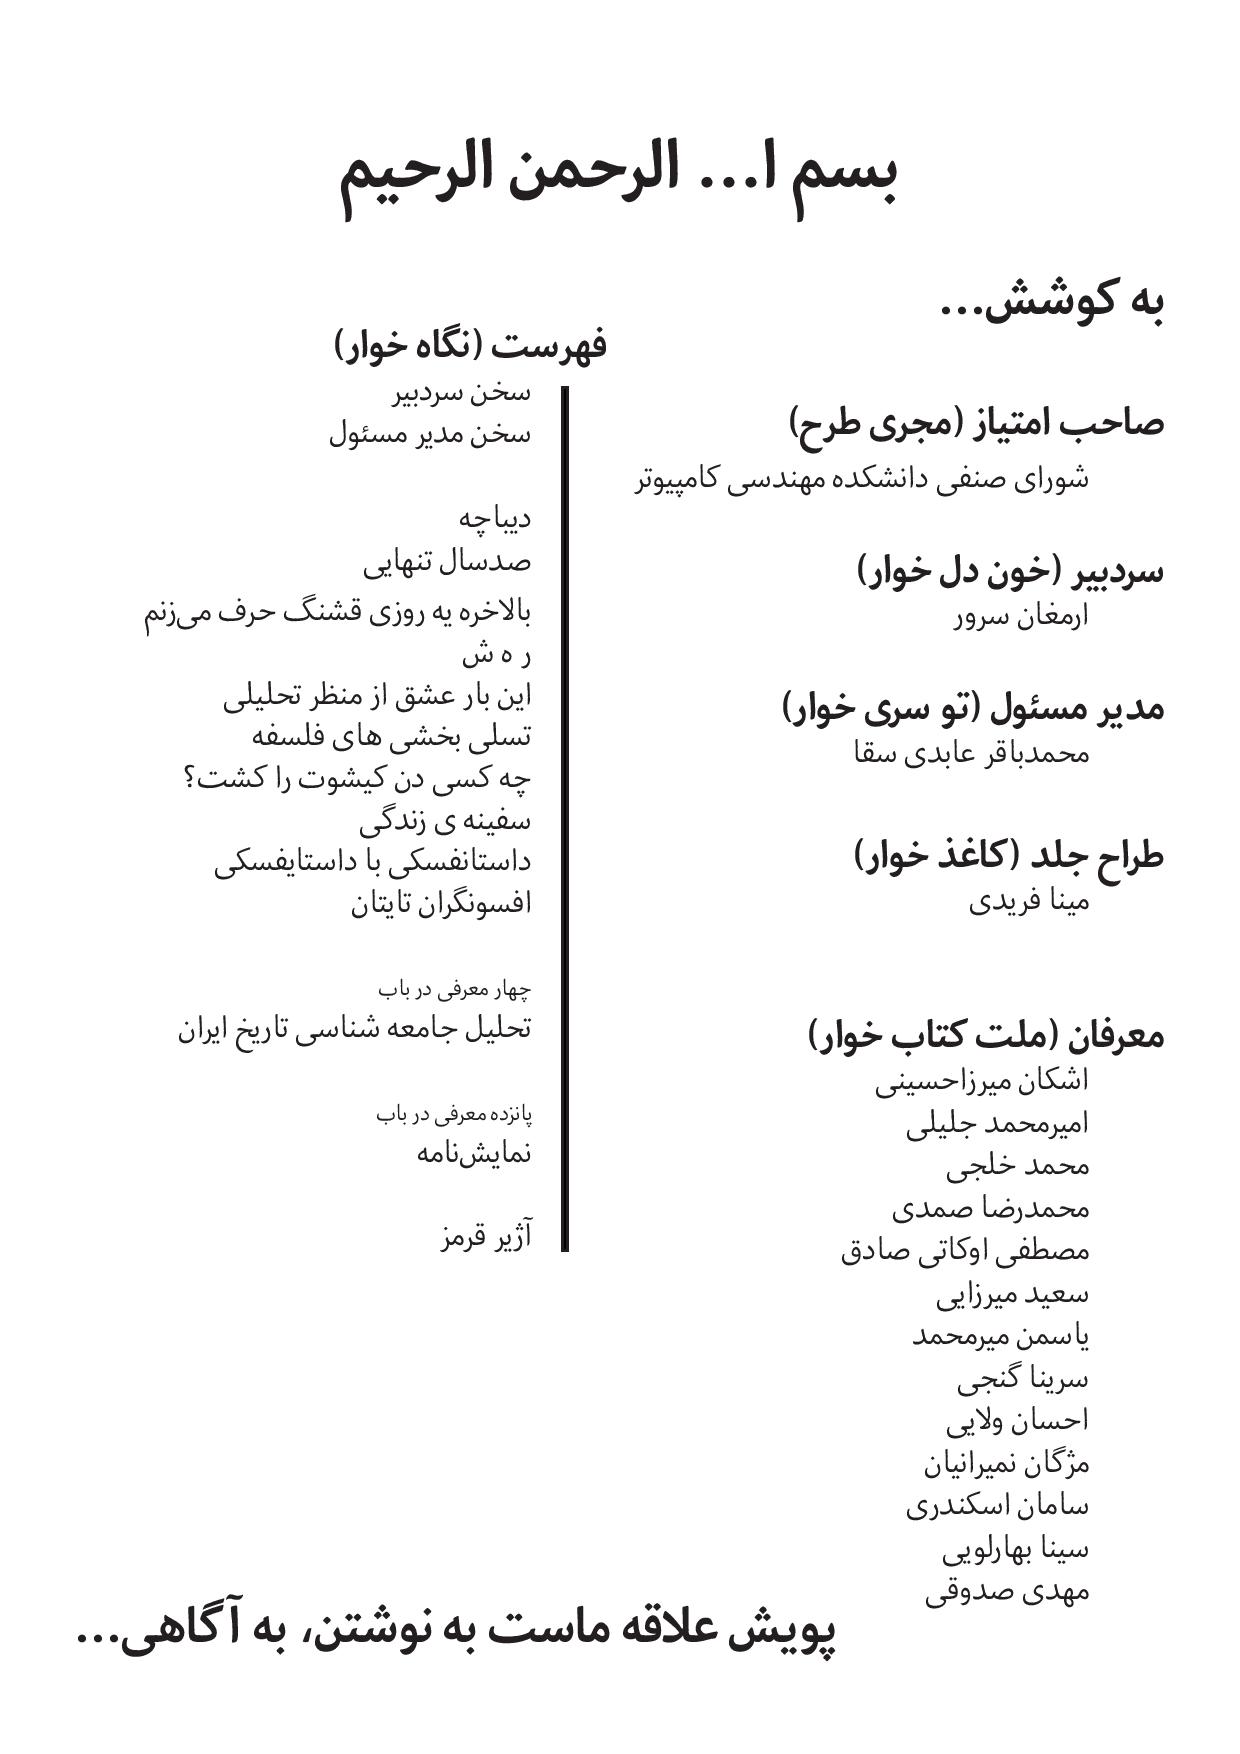 بسم ا... الرحمن الرحیم
به کوشش...
صاحب امتیاز (مجری طرح)
شورای صنفی دانشکده مهندسی کامپیوتر
سردبیر (خون دل خوار)
ارمغان سرور
مدیر مسئول (تو سری خوار)
محمدباقر عابدی سقا
طراح جلد (کاغذ خوار)
مینا فریدی
معرفان (ملت کتاب خوار)
اشکان میرزاحسینی
امیرمحمد جلیلی
محمد خلجی
محمدرضا صمدی
مصطفی اوکاتی صادق
سعید میرزایی
یاسمن میرمحمد
سرینا گنجی
احسان ولایی
مژگان نمیرانیان
سامان اسکندری
سینا بهارلویی
مهدی صدوقی
فهرست (نگاه خوار)
سخن سردبیر
سخن مدیر مسئول
دیباچه
صدسال تنهایی
بالاخره یه روزی قشنگ حرف می‌زنم
ر ه ش
این بار عشق از منظر تحلیلی
تسلی بخشی های فلسفه
چه کسی دن کیشوت را کشت؟
سفینه ی زندگی
داستانفسکی با داستایفسکی
افسونگران تایتان
چهار معرفی در باب
تحلیل جامعه شناسی تاریخ ایران
پانزده معرفی در باب
نمایش‌نامه
آژیر قرمز
پویش علاقه ماست به نوشتن، به آگاهی...